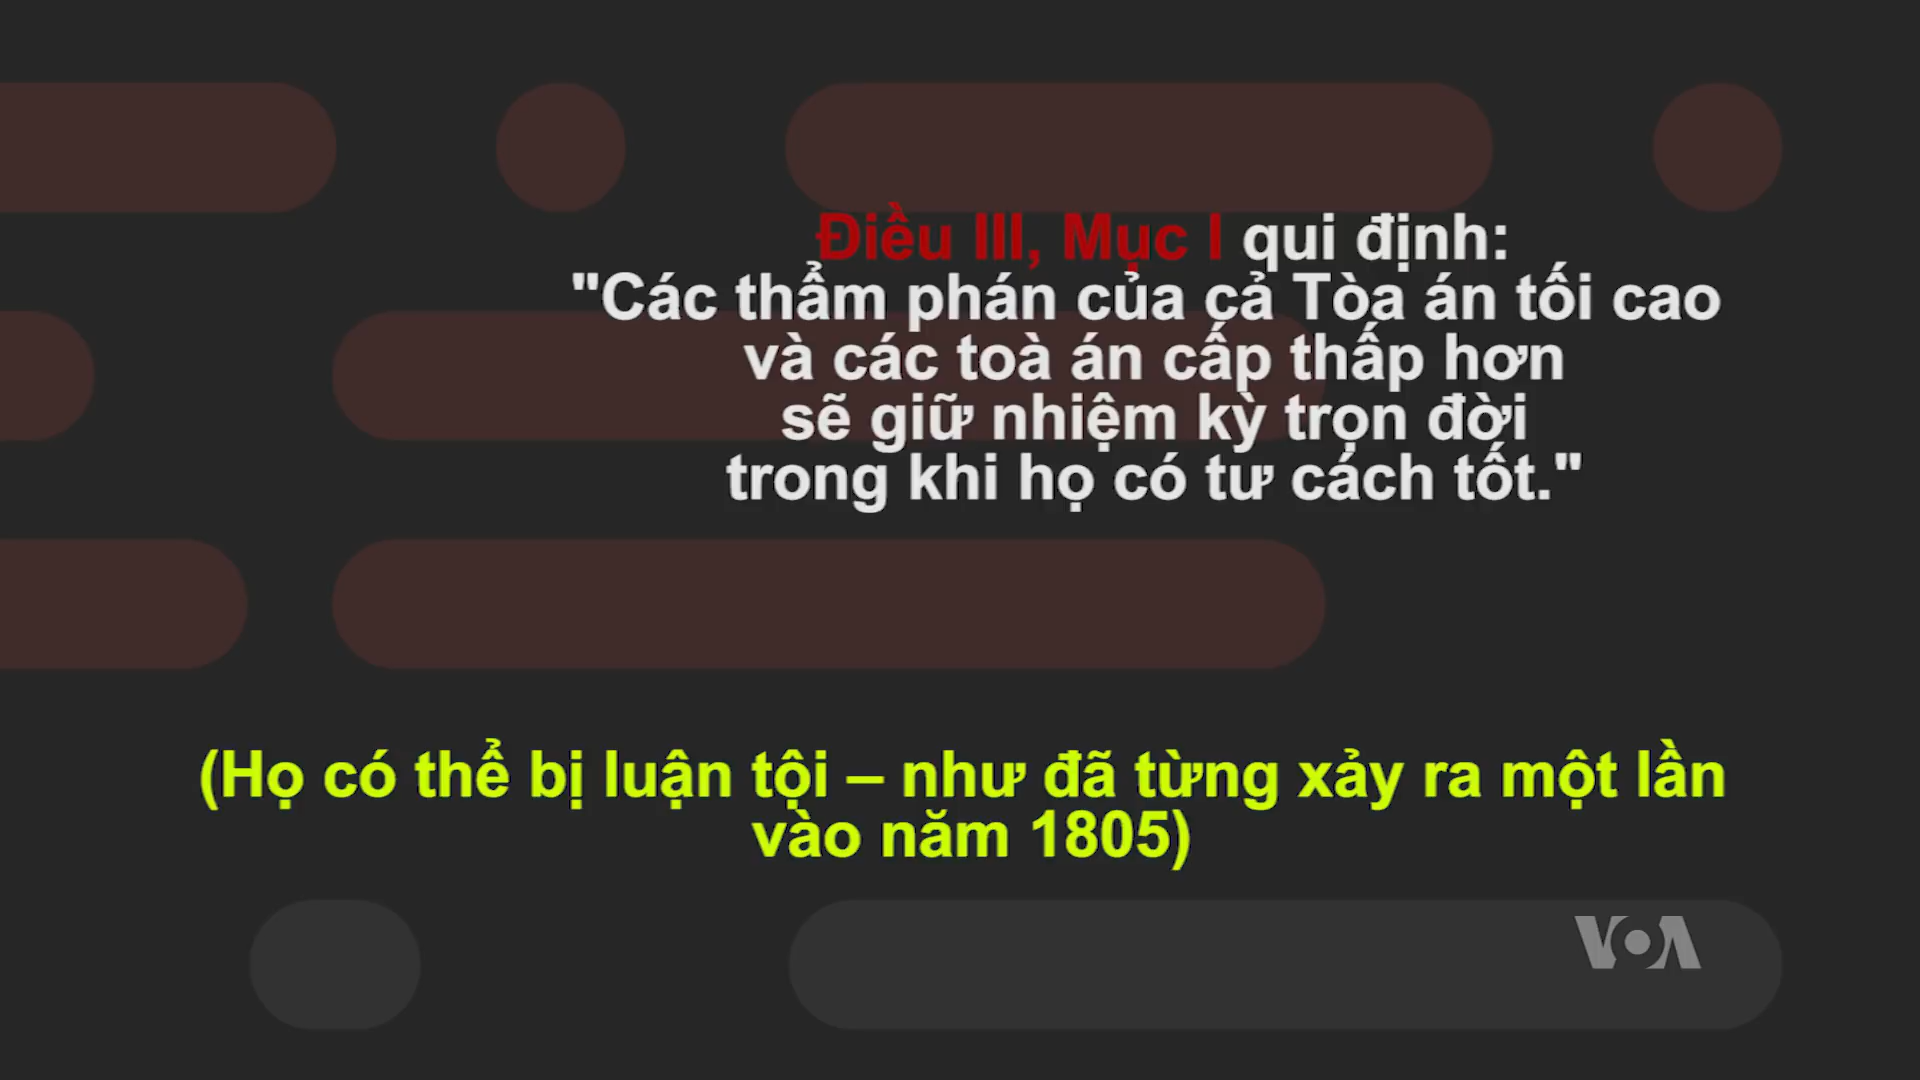 Điều III, Mục I qui định:
"Các thẩm phán của cả Tòa án tối cao
và các toà án cấp thấp hơn
sẽ giữ nhiệm kỳ trọn đời
trong khi họ có tư cách tốt."
(Họ có thể bị luận tội – như đã từng xảy ra một lần
vào năm 1805)
VOA